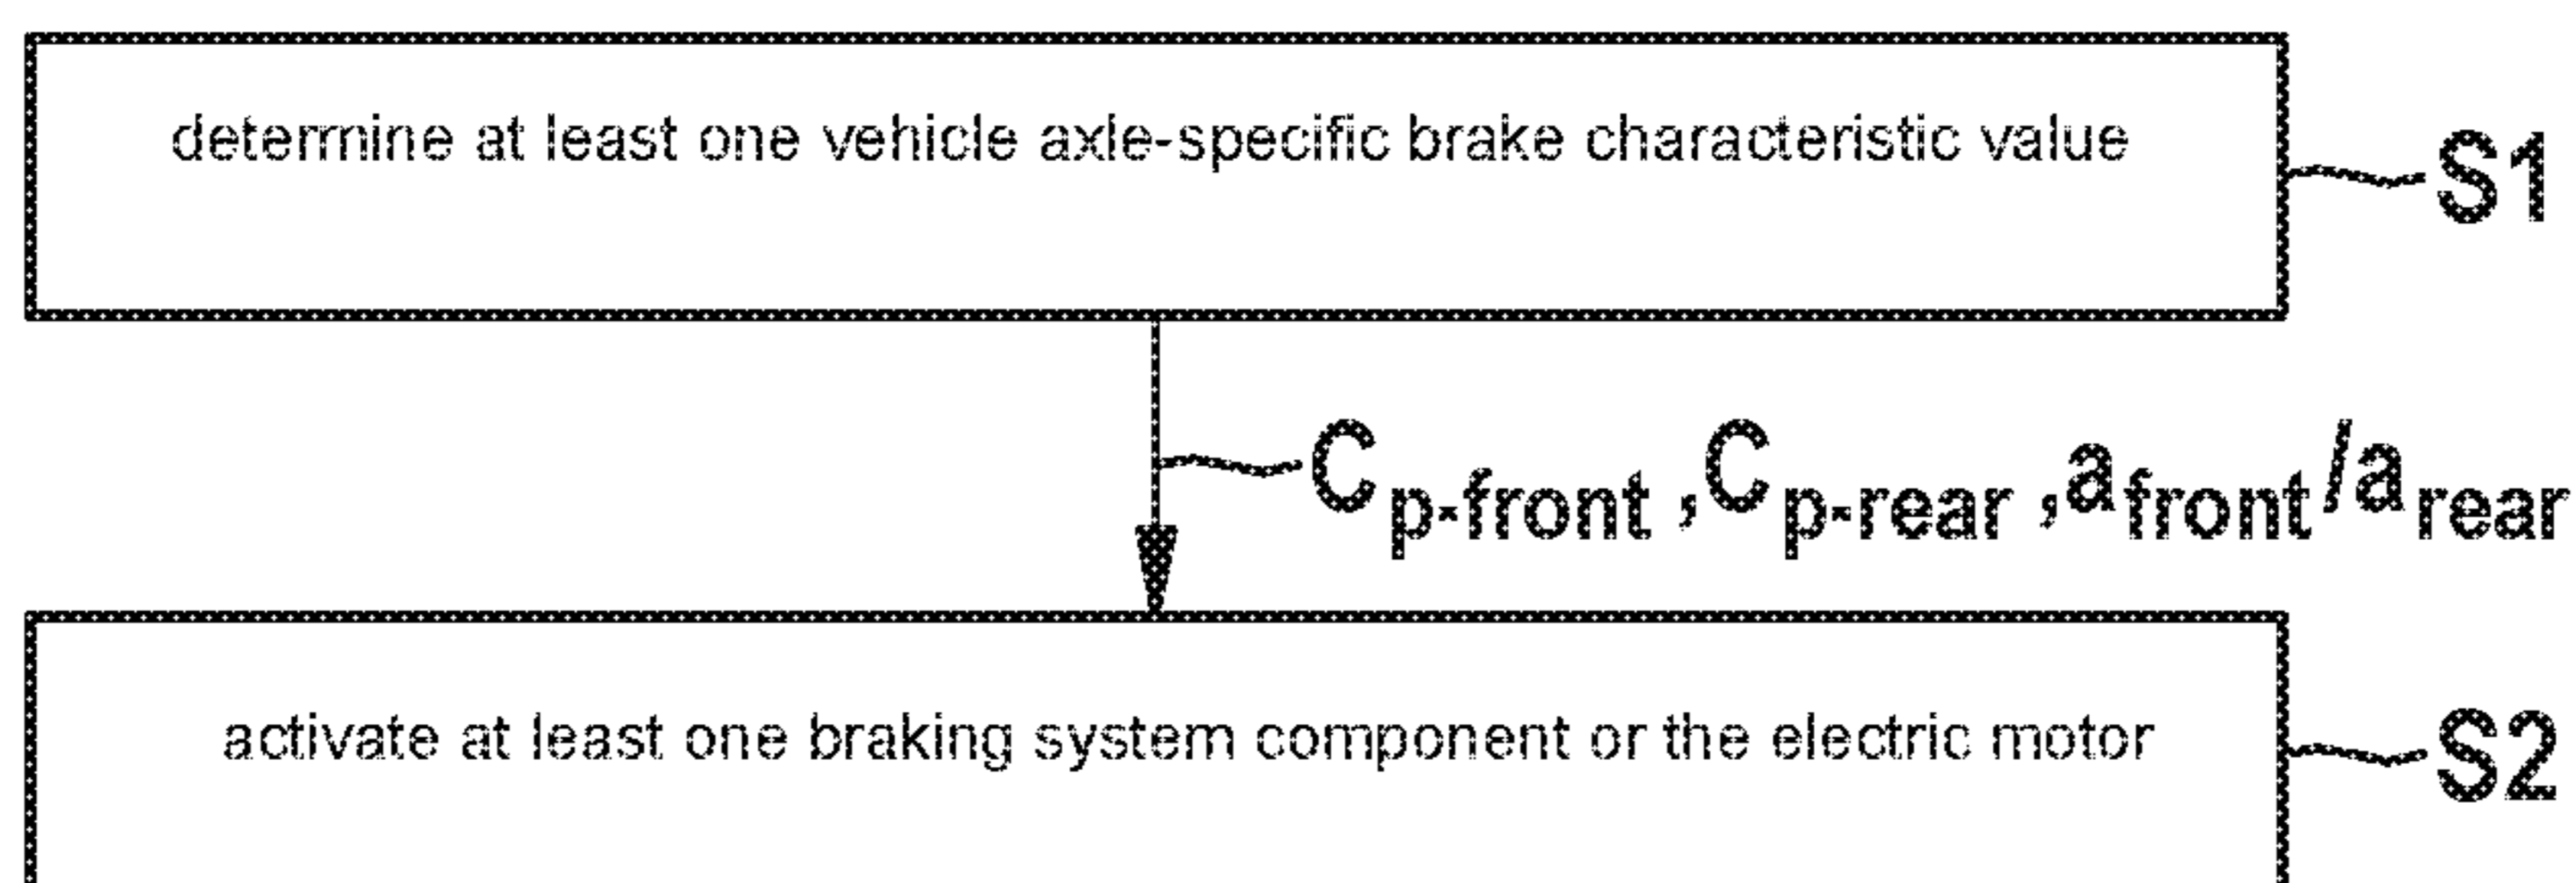 determine at least one vehicle axle-specific brake characteristic value
S1
Cp-front ,Cp-rear ,afront/arear
activate at least one braking system component or the electric motor
S2